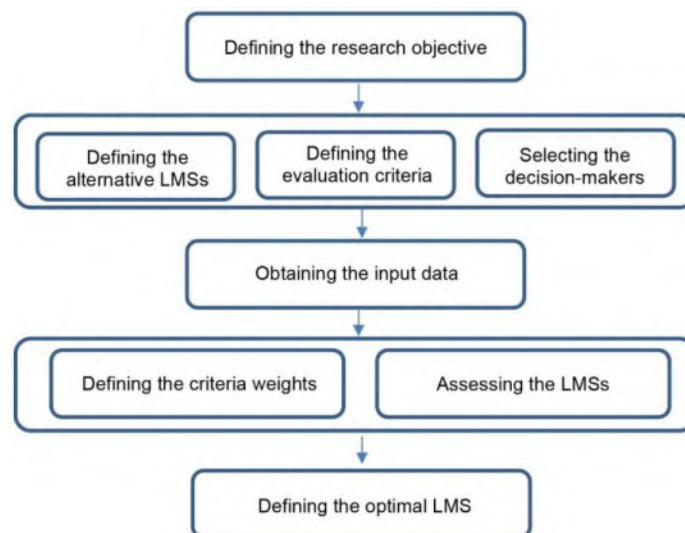 Defining the research objective
Defining the
alternative LMSs
Defining the
evaluation criteria
Selecting the
decision-makers
Obtaining the input data
Defining the criteria weights
Assessing the LMSs
Defining the optimal LMS